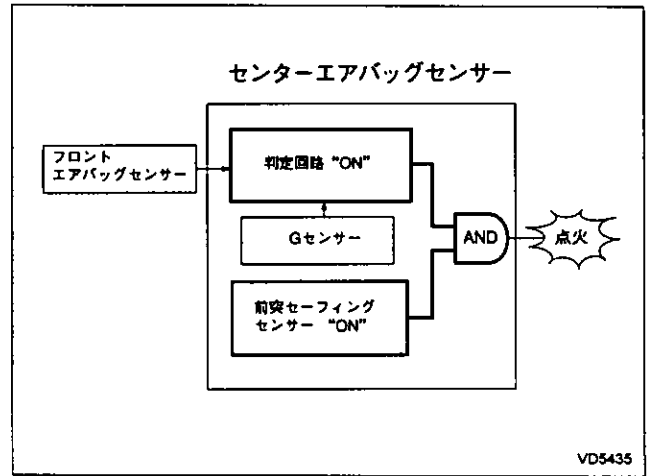 センターエアバッグセンサー
フロント
エアバッグセンサー
判定回路 “ON”
Gセンサー
AND
点火
前突セーフィング
センサー “ON”
VD5435